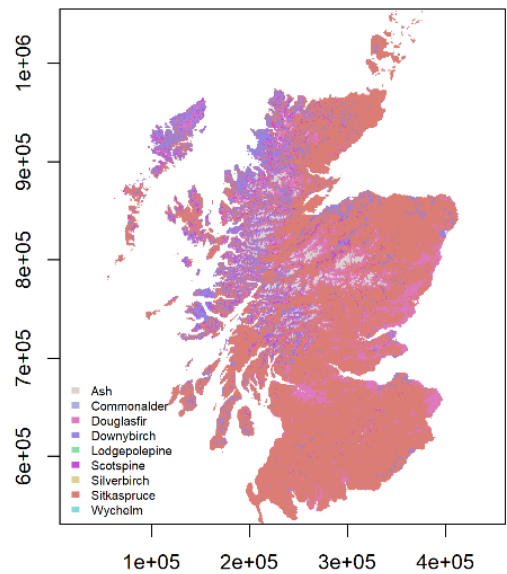 1e+06
9e+05
8e+05
7e+05
6e+05
Ash
Commonalder
Douglasfir
Downybirch
Lodgepolepine
Scotspine
Silverbirch
Sitkaspruce
Wychelm
1e+05 2e+05 3e+05 4e+05